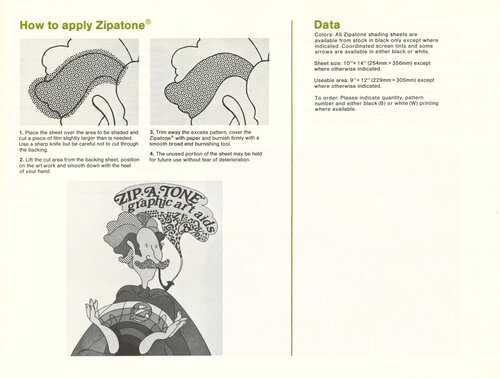 How to apply Zipatone®
1. Place the sheet over the area to be shaded and
cut a piece of film slightly larger than is needed.
Use a sharp knife but be careful not to cut through
the backing.
2. Lift the cut area from the backing sheet, position
on the art work and smooth down with the heel
of your hand.
3. Trim away the excess pattern, cover the
Zipatone® with paper and burnish firmly with a
smooth broad end burnishing tool.
4. The unused portion of the sheet may be held
for future use without fear of deterioration.
ZIP-A-TONE
graphic art aids
Z
Data
Colors: All Zipatone shading sheets are
available from stock in black only except where
indicated. Coordinated screen tints and some
arrows are available in either black or white.
Sheet size: 10" × 14" (254mm × 356mm) except
where otherwise indicated.
Useable area: 9" × 12" (229mm × 305mm) except
where otherwise indicated.
To order: Please indicate quantity, pattern
number and either black (B) or white (W) printing
where available.